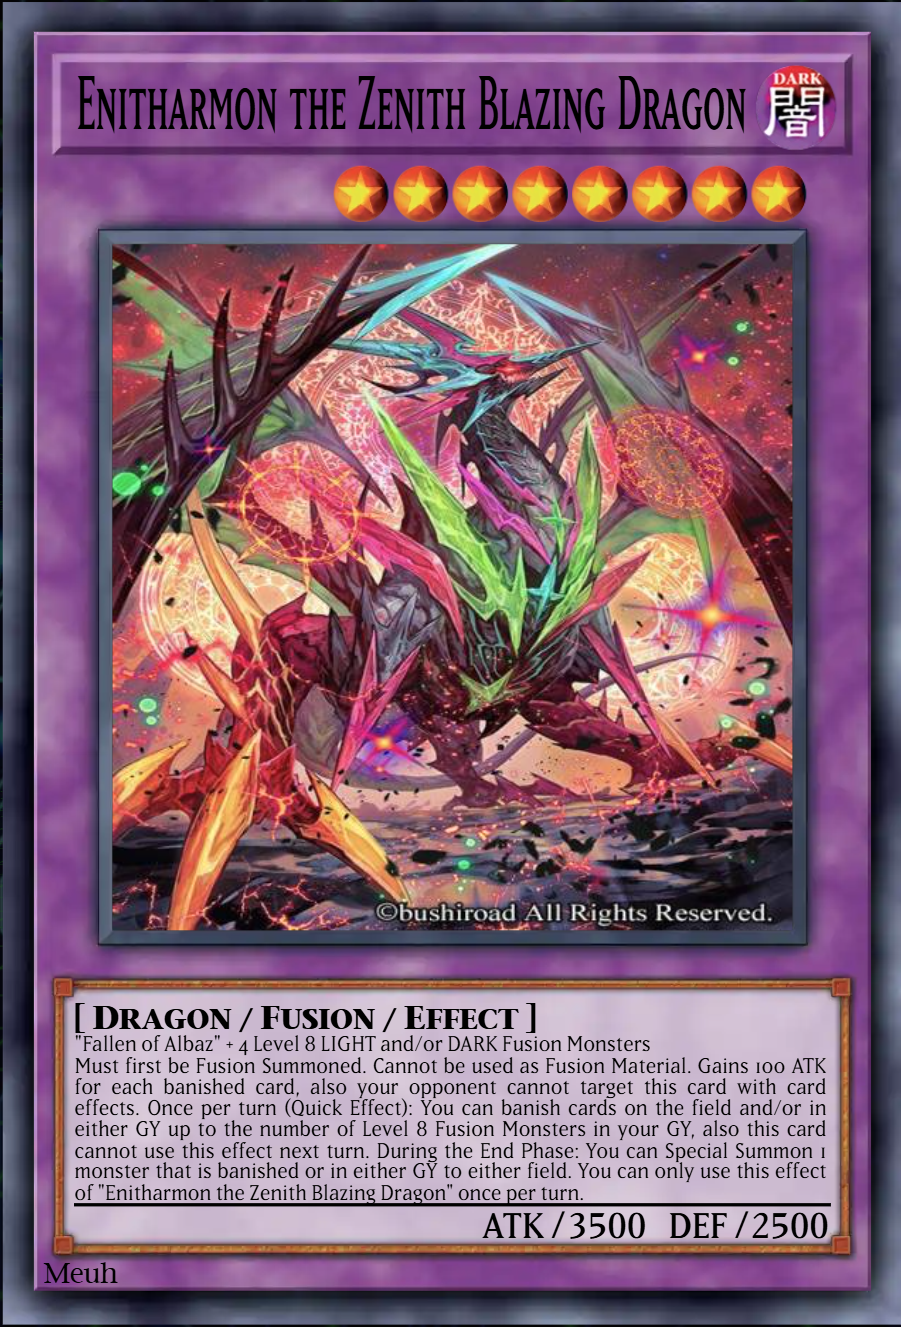 Enitharmon the Zenith Blazing Dragon
DARK
闇
©bushiroad All Rights Reserved.
[ Dragon / Fusion / Effect ]
"Fallen of Albaz" + 4 Level 8 LIGHT and/or DARK Fusion Monsters
Must first be Fusion Summoned. Cannot be used as Fusion Material. Gains 100 ATK
for each banished card, also your opponent cannot target this card with card
effects. Once per turn (Quick Effect): You can banish cards on the field and/or in
either GY up to the number of Level 8 Fusion Monsters in your GY, also this card
cannot use this effect next turn. During the End Phase: You can Special Summon 1
monster that is banished or in either GY to either field. You can only use this effect
of "Enitharmon the Zenith Blazing Dragon" once per turn.
ATK/3500 DEF/2500
Meuh